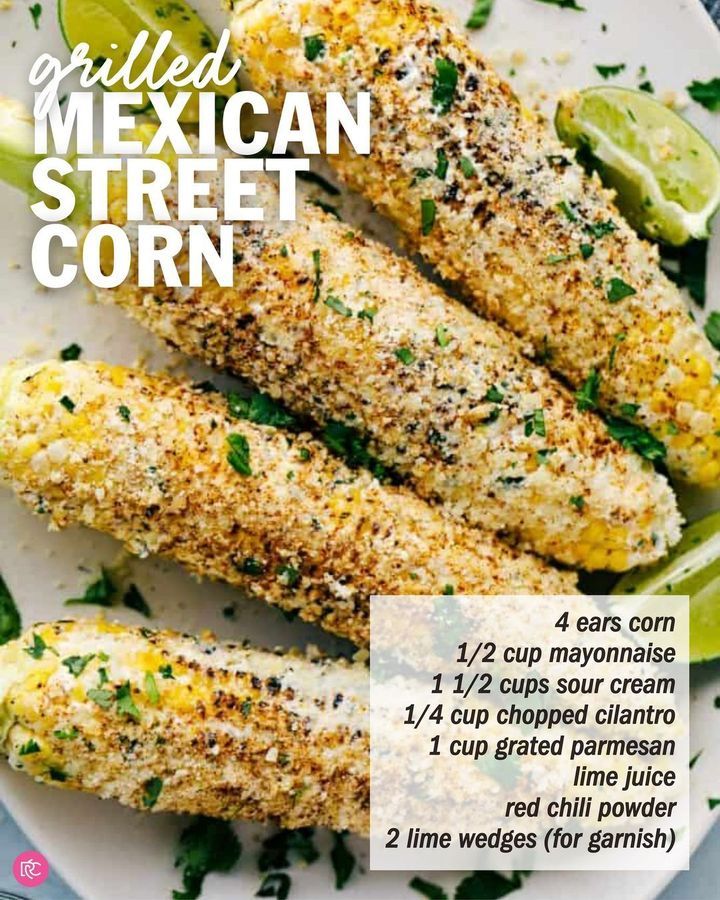 grilled
MEXICAN
STREET
CORN
4 ears corn
1/2 cup mayonnaise
1 1/2 cups sour cream
1/4 cup chopped cilantro
1 cup grated parmesan
lime juice
red chili powder
2 lime wedges (for garnish)